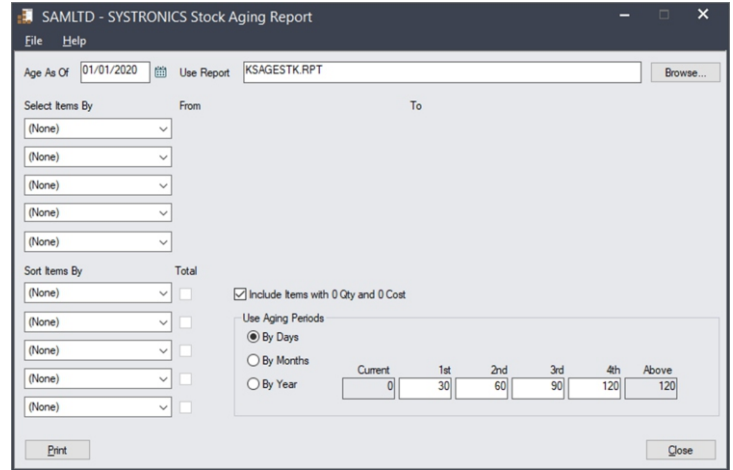 SAMLTD - SYSTRONICS Stock Aging Report
File Help
Age As Of 01/01/2020 Use Report KSAGESTK.RPT Browse...
Select Items By From To
(None)
(None)
(None)
(None)
(None)
Sort Items By Total
(None)
(None)
(None)
(None)
(None)
Include Items with 0 Qty and 0 Cost
Use Aging Periods
By Days
By Months
By Year
Current 1st 2nd 3rd 4th Above
0 30 60 90 120 120
Print Close